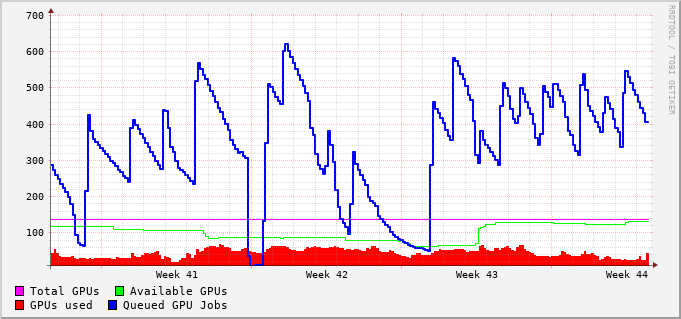 700
600
500
400
300
200
100
Week 41 Week 42 Week 43 Week 44
Total GPUs Available GPUs
GPUs used Queued GPU Jobs
RRDTOOL / TOBI OETIKER